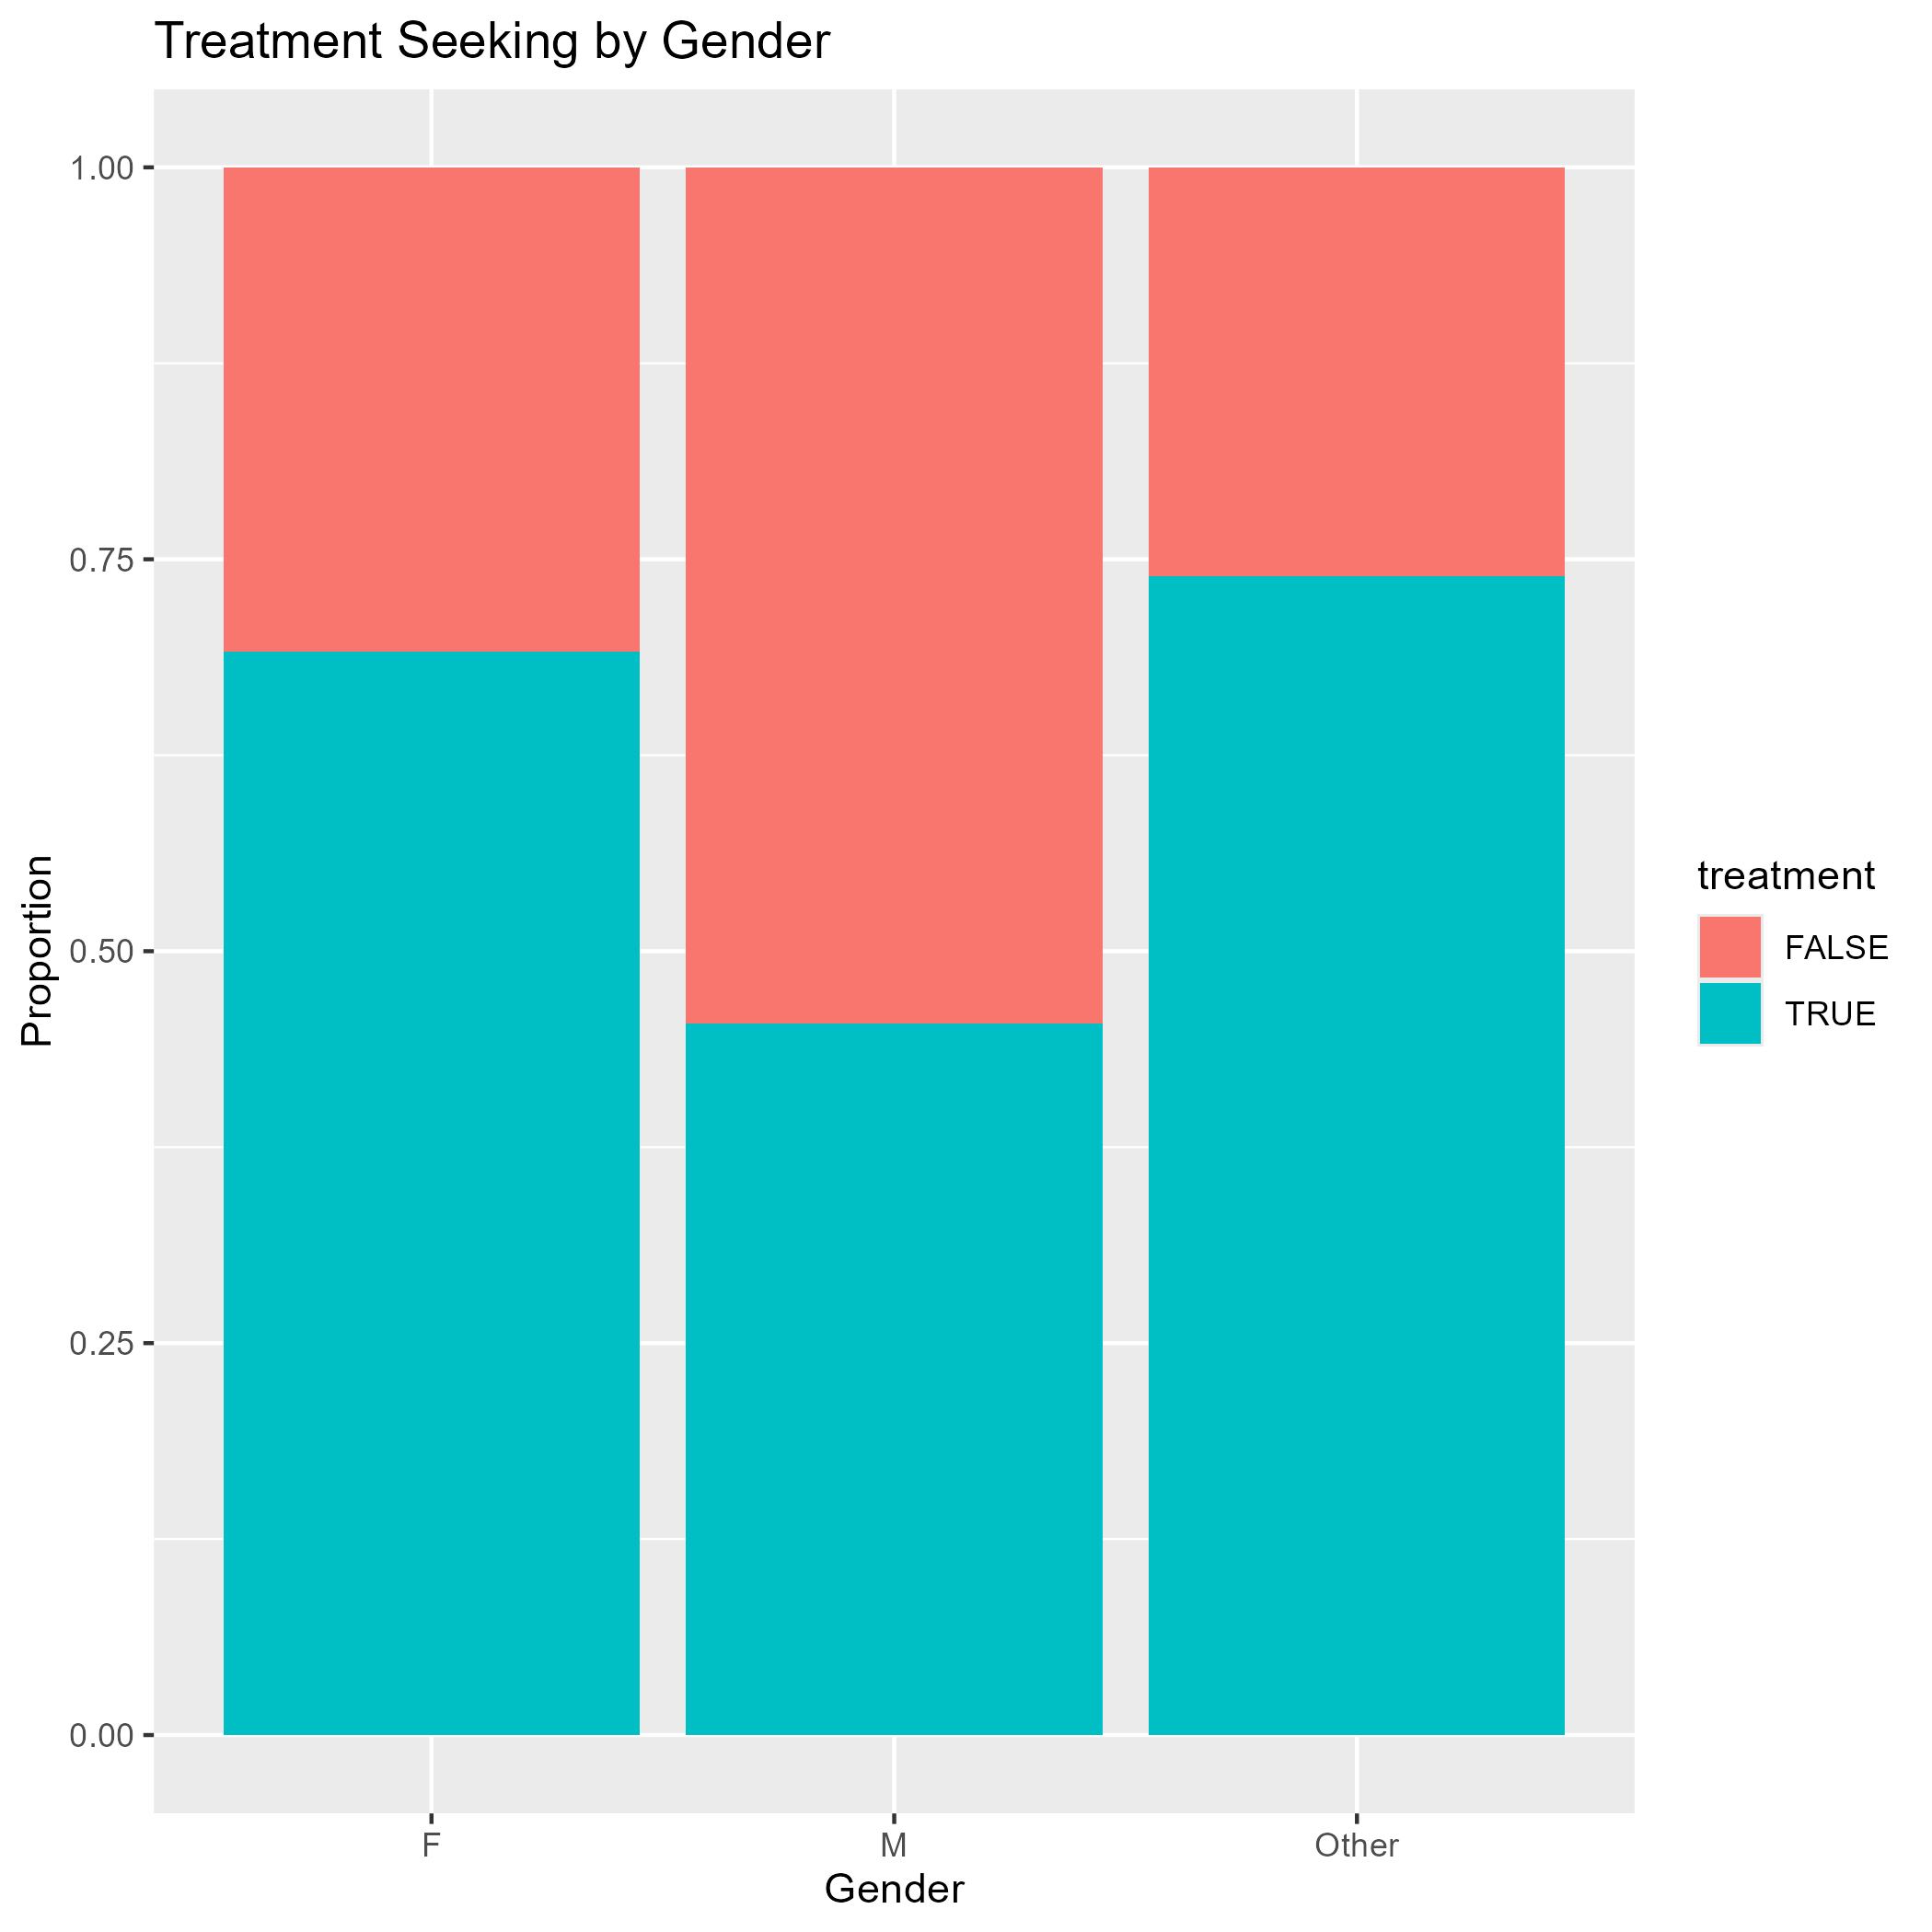 Treatment Seeking by Gender
Proportion
1.00
0.75
0.50
0.25
0.00
F
M
Other
Gender
treatment
FALSE
TRUE